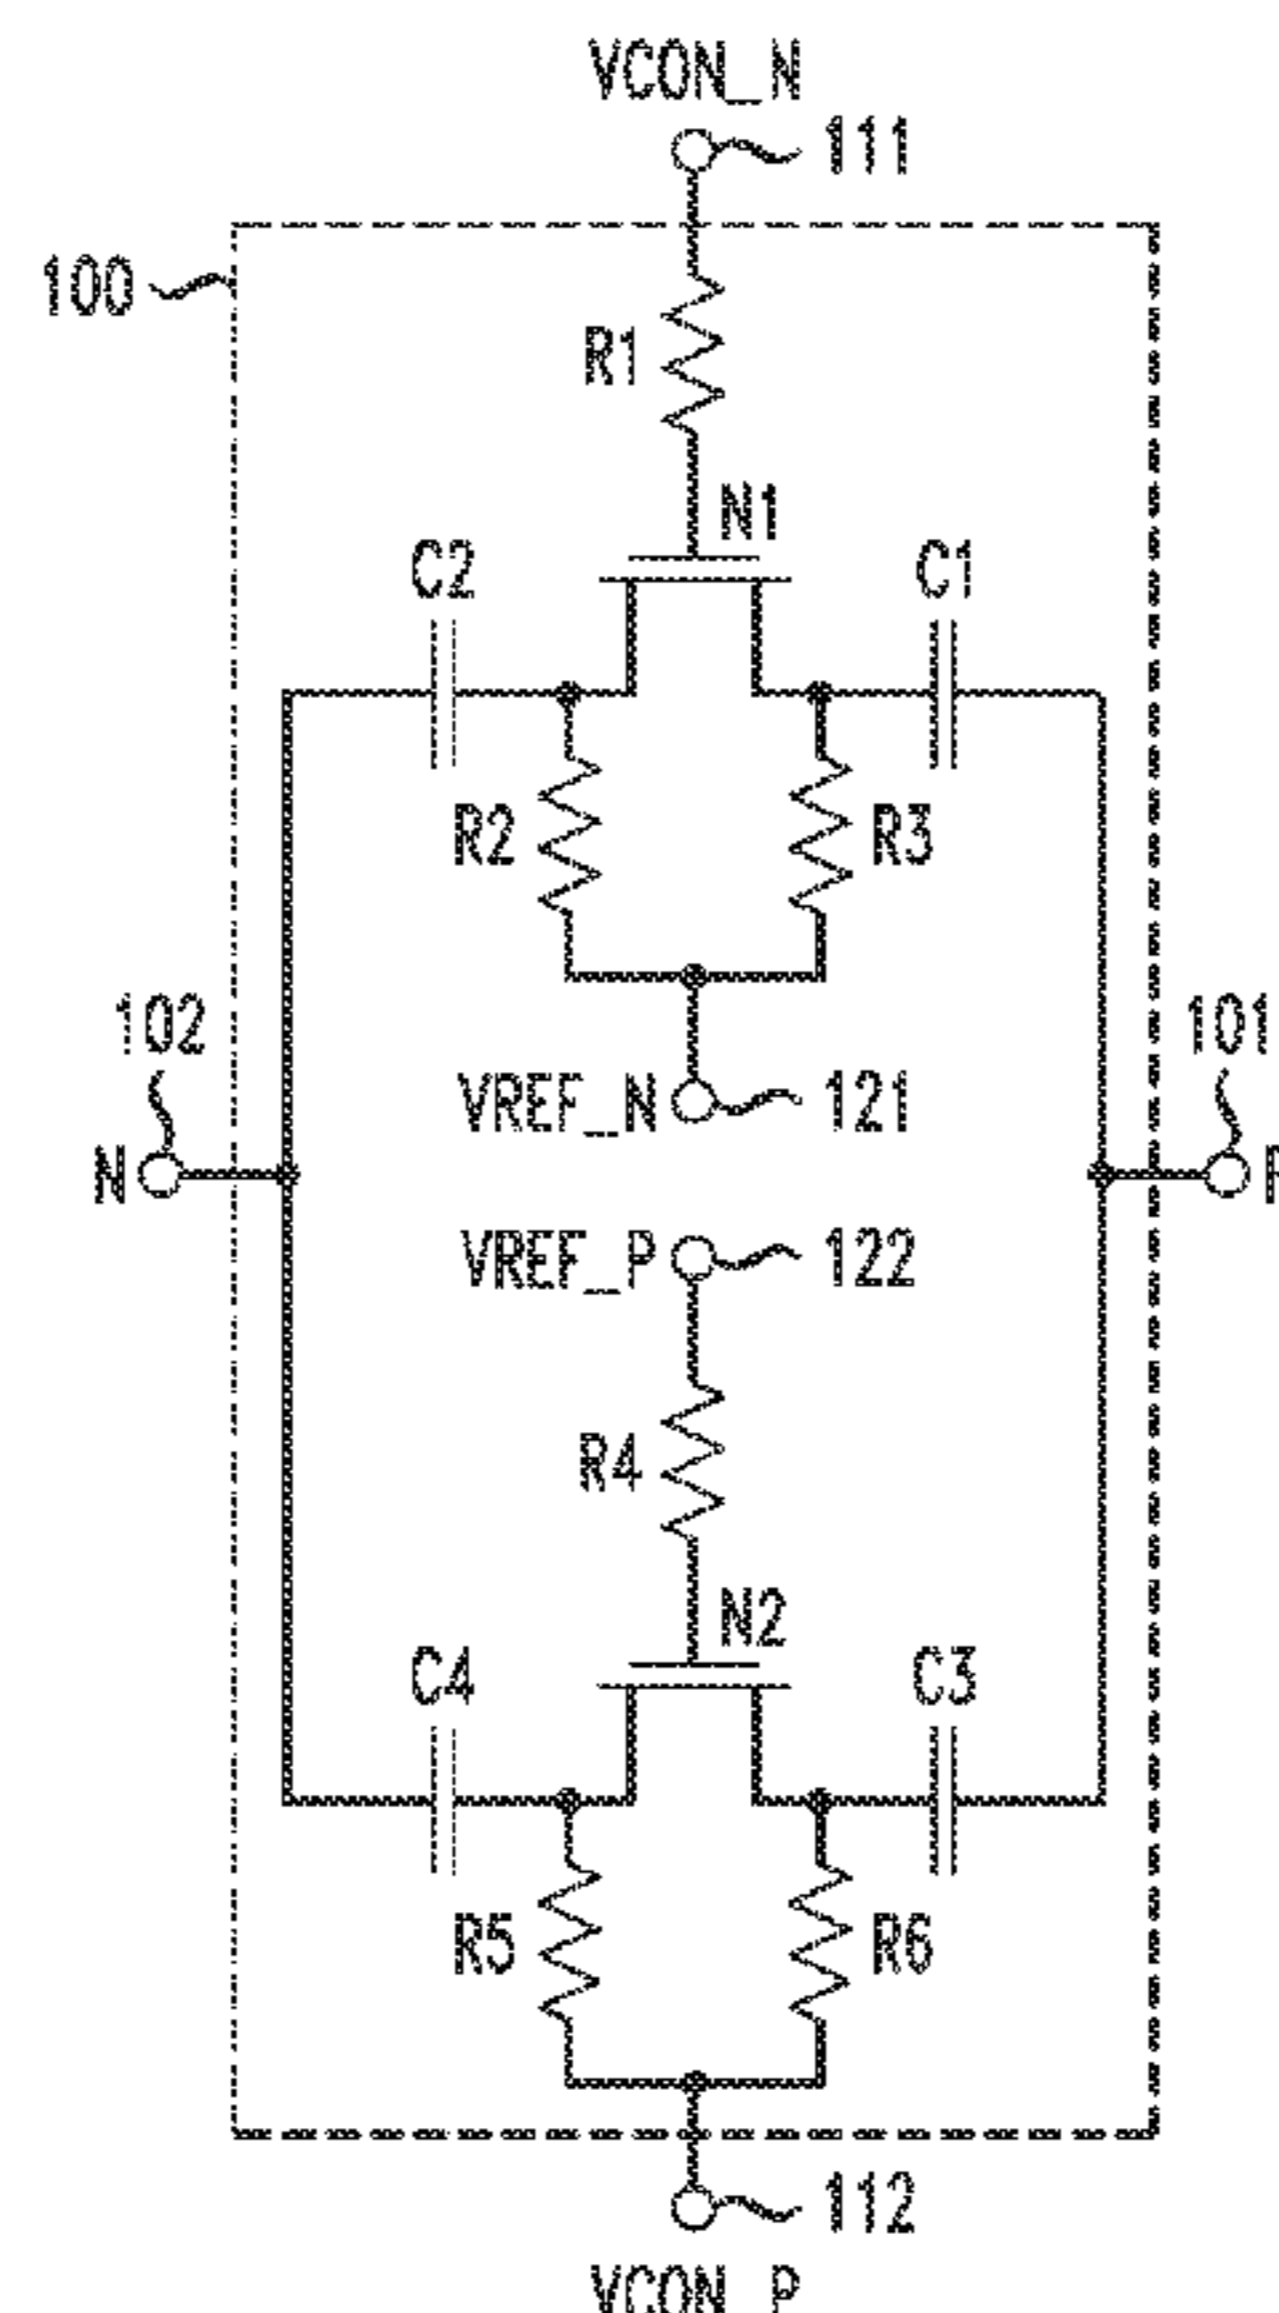 VCON_N
111
100
R1
N1
C2
C1
R2
R3
102
101
VREF_N
121
N
P
VREF_P
122
R4
N2
C4
C3
R5
R6
112
VCON_P